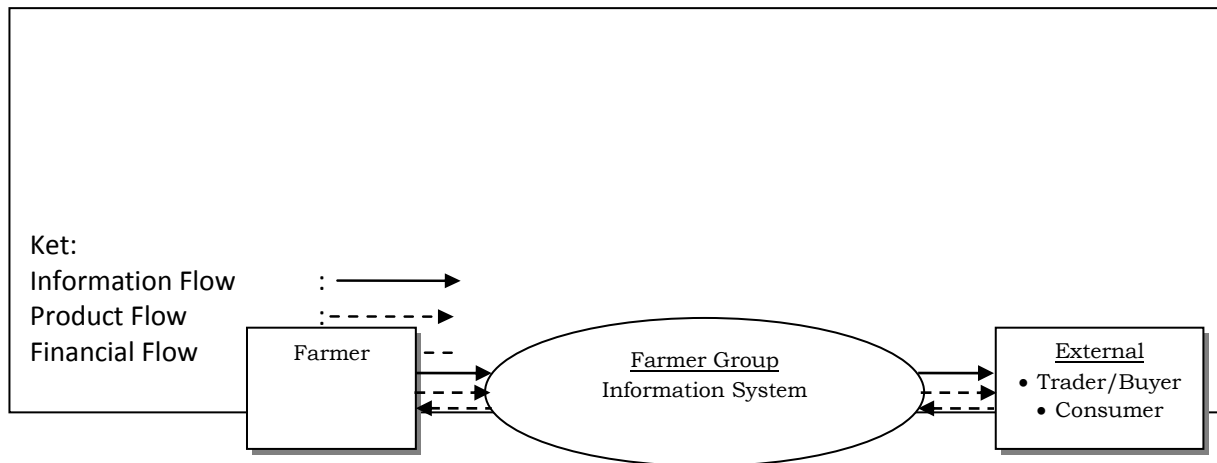 Ket:
Information Flow :
Product Flow :
Financial Flow
Farmer
Farmer Group
Information System
External
• Trader/Buyer
• Consumer